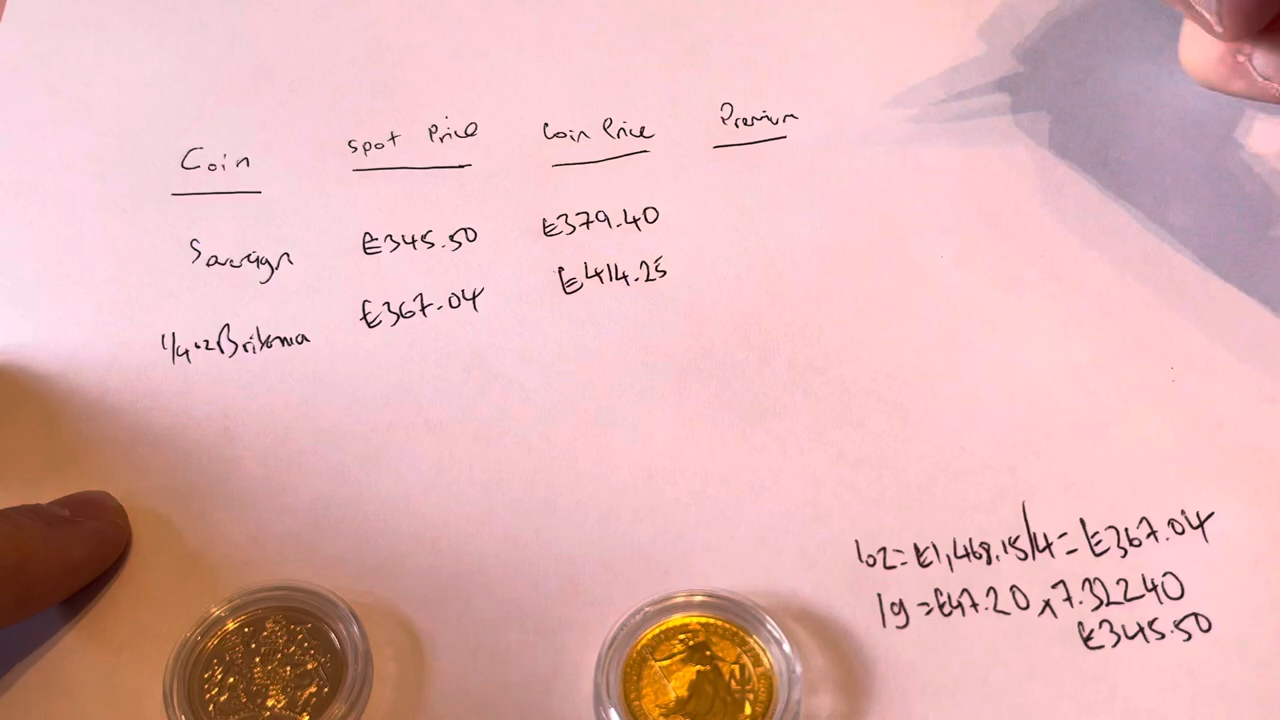 Coin Spot Price Coin Price Premium
Sovereign £345.50 £379.40
1/4oz Britannia £367.04 £414.25
1oz = £1,468.15/4 = £367.04
1g = £47.20 x 7.32240
£345.50